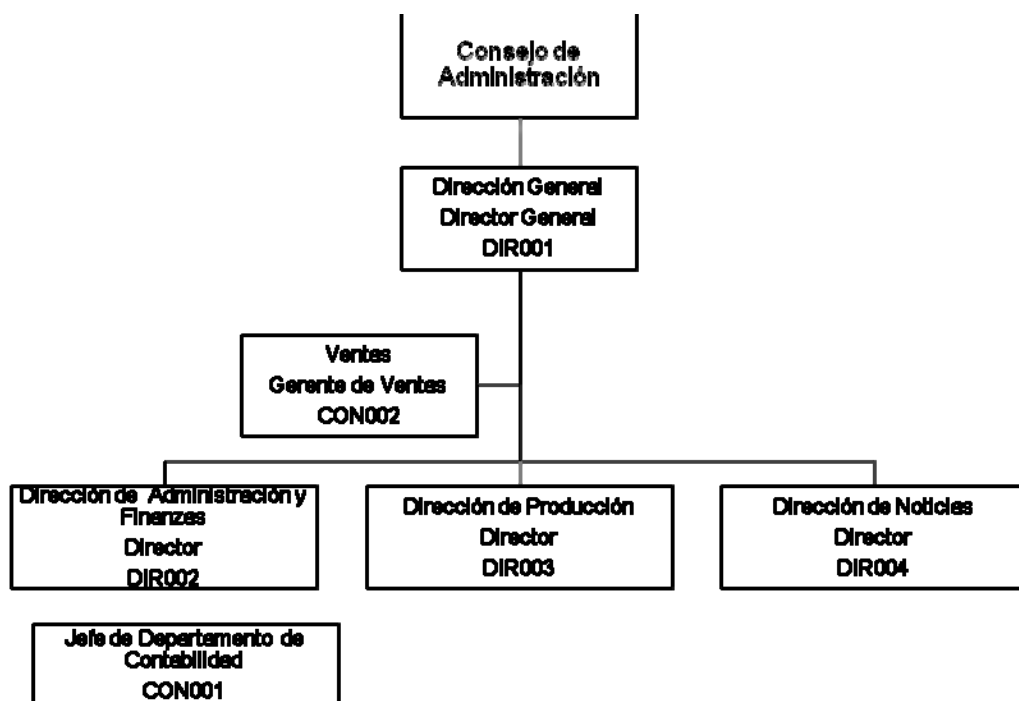 Consejo de
Administración
Dirección General
Director General
DIR001
Ventas
Gerente de Ventas
CON002
Dirección de Administración y
Finanzas
Director
DIR002
Dirección de Producción
Director
DIR003
Dirección de Noticias
Director
DIR004
Jefe de Departamento de
Contabilidad
CON001